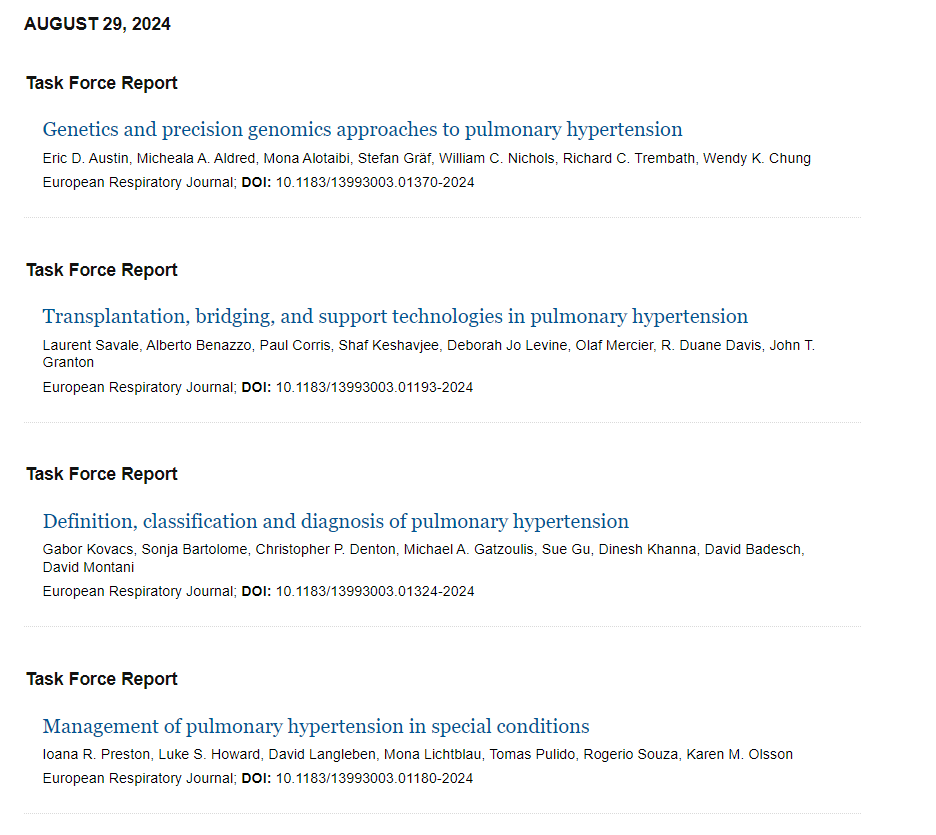 AUGUST 29, 2024
Task Force Report
Genetics and precision genomics approaches to pulmonary hypertension
Eric D. Austin, Micheala A. Aldred, Mona Alotaibi, Stefan Gräf, William C. Nichols, Richard C. Trembath, Wendy K. Chung
European Respiratory Journal; DOI: 10.1183/13993003.01370-2024
Task Force Report
Transplantation, bridging, and support technologies in pulmonary hypertension
Laurent Savale, Alberto Benazzo, Paul Corris, Shaf Keshavjee, Deborah Jo Levine, Olaf Mercier, R. Duane Davis, John T.
Granton
European Respiratory Journal; DOI: 10.1183/13993003.01193-2024
Task Force Report
Definition, classification and diagnosis of pulmonary hypertension
Gabor Kovacs, Sonja Bartolome, Christopher P. Denton, Michael A. Gatzoulis, Sue Gu, Dinesh Khanna, David Badesch,
David Montani
European Respiratory Journal; DOI: 10.1183/13993003.01324-2024
Task Force Report
Management of pulmonary hypertension in special conditions
Ioana R. Preston, Luke S. Howard, David Langleben, Mona Lichtblau, Tomas Pulido, Rogerio Souza, Karen M. Olsson
European Respiratory Journal; DOI: 10.1183/13993003.01180-2024